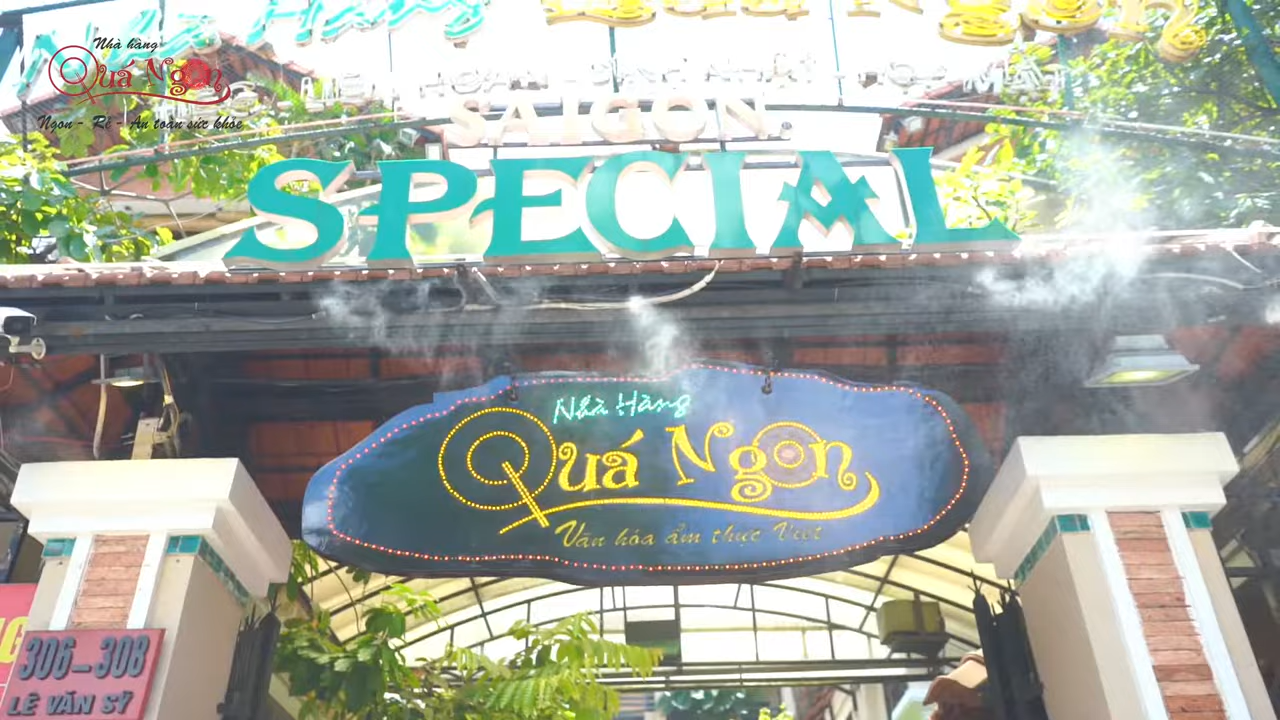 Nhà hàng
Quá Ngon
Ngon - Rẻ - An toàn sức khỏe
SAIGON
SPECIAL
Nhà Hàng
Quá Ngon
Văn hóa ẩm thực Việt
306-308
LÊ VĂN SỸ